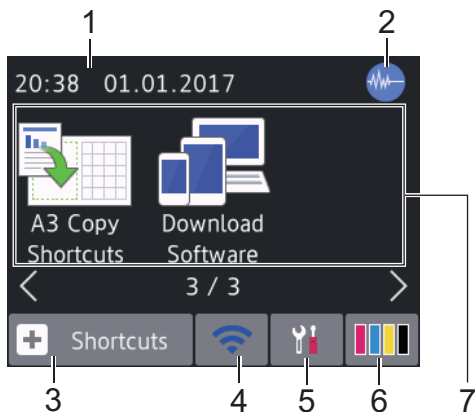 1 2
20:38 01.01.2017
A3 Copy Download
Shortcuts Software
7
< 3 / 3 >
+ Shortcuts
3 4 5 6